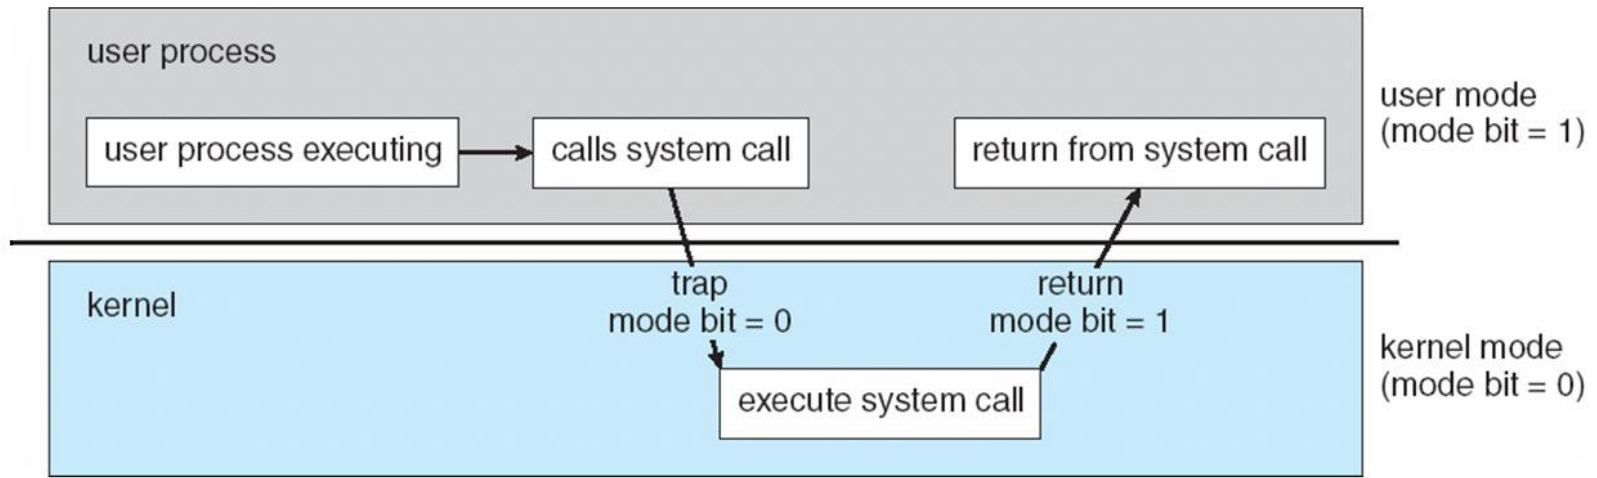 user process
user process executing
calls system call
return from system call
user mode
(mode bit = 1)
kernel
trap
mode bit = 0
return
mode bit = 1
execute system call
kernel mode
(mode bit = 0)